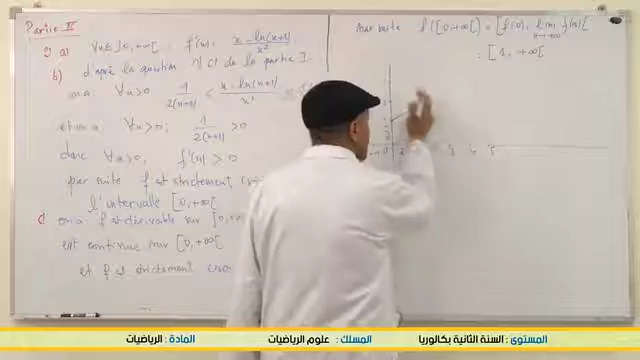 Partie II
1) a) ∀x∈]0,+∞[ : f'(x) = x - ln(x+1) / x²
d'après la question 1) c) de la partie I
b) on a ∀x>0 1/2(x+1) < x - ln(x+1) / x²
et on a : ∀x>0 ; 1/2(x+1) > 0
donc ∀x>0, f'(x) > 0
par suite f est strictement
l'intervalle [0,+∞[
c on a f est dérivable sur
est continue sur [0,+∞[
et f est strictement
par suite f([0,+∞[) = [f(0), lim f(x)[
x→+∞
= [1, +∞[
المستوى : السنة الثانية بكالوريا المسلك : علوم الرياضيات المادة : الرياضيات